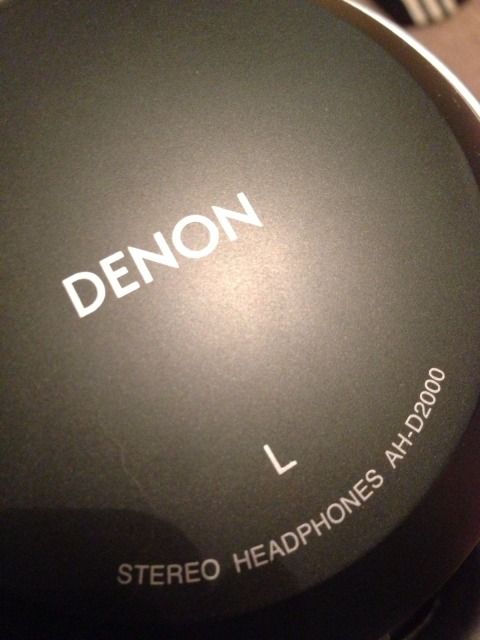 DENON
L
STEREO HEADPHONES AH-D2000